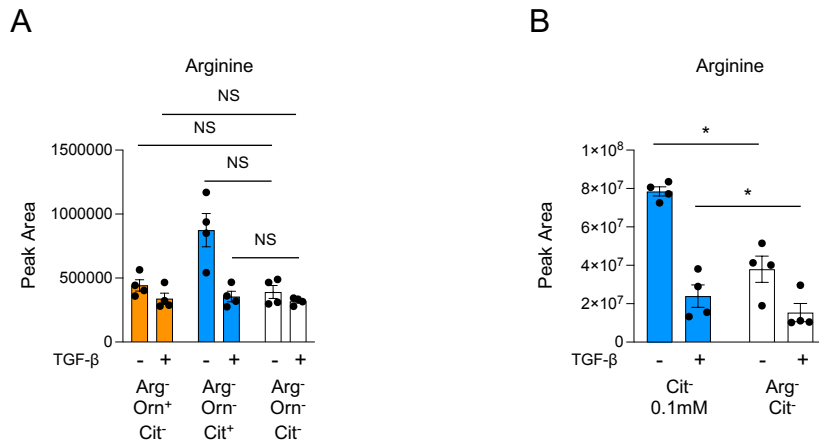 A
Arginine
NS
NS
NS
NS
1500000
1000000
500000
0
Peak Area
TGF-β - + - + - +
Arg⁻ Arg⁻ Arg⁻
Orn⁺ Orn⁻ Orn⁻
Cit⁻ Cit⁺ Cit⁻
B
Arginine
*
*
1×10⁸
8×10⁷
6×10⁷
4×10⁷
2×10⁷
0
Peak Area
TGF-β - + - +
Cit⁻ Arg⁻
0.1mM Cit⁻